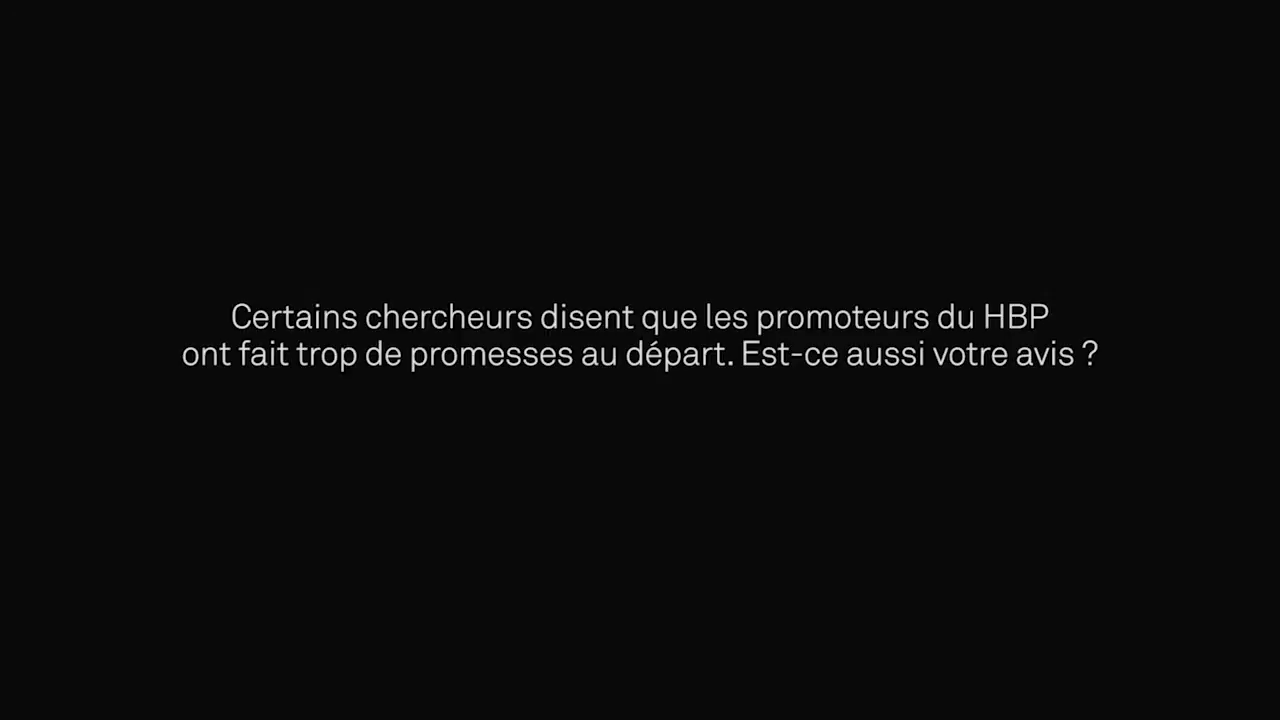 Certains chercheurs disent que les promoteurs du HBP
ont fait trop de promesses au départ. Est-ce aussi votre avis ?